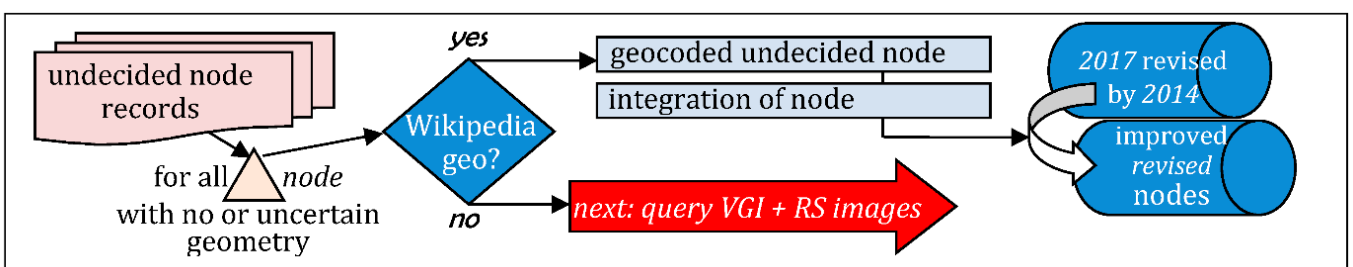 undecided node
records
for all node
with no or uncertain
geometry
yes
Wikipedia
geo?
no
geocoded undecided node
integration of node
next: query VGI + RS images
2017 revised
by 2014
improved
revised
nodes